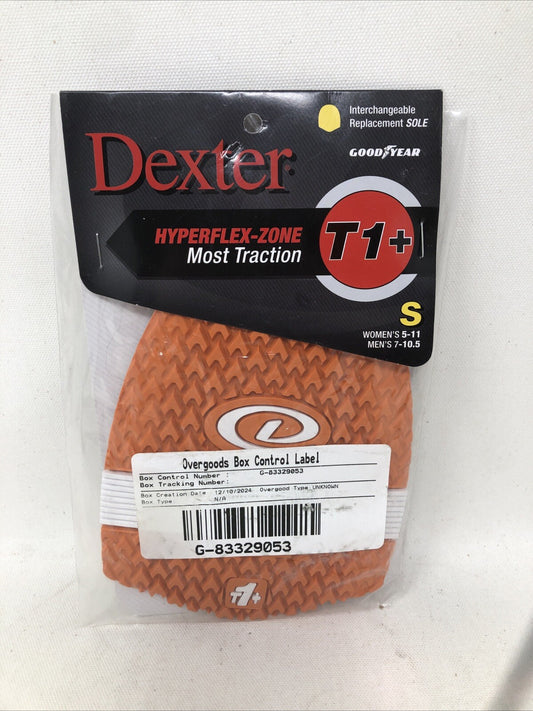 Interchangeable
Replacement SOLE
Dexter
GOODYEAR
HYPERFLEX-ZONE
Most Traction
T1+
S
WOMEN'S 5-11
MEN'S 7-10.5
Overgoods Box Control Label
Box Control Number : G-83329053
Box Tracking Number:
Box Creation Date 12/10/2024 Overgood Type UNKNOWN
Box Type N/A
G-83329053
T1+